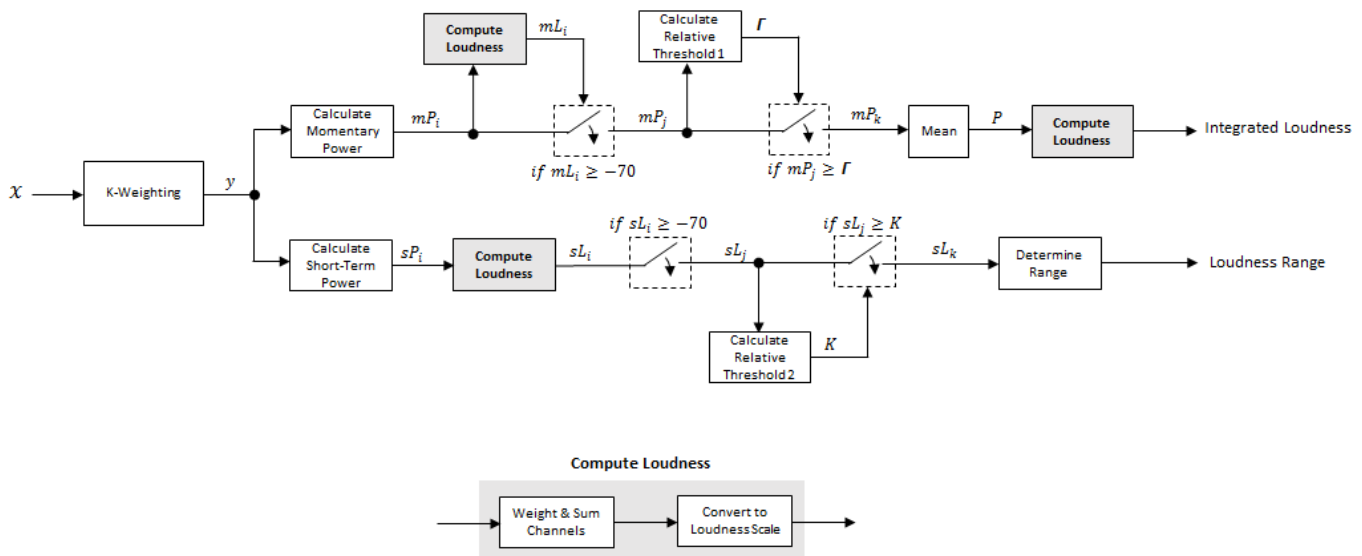 Compute
Loudness
mL_i
Calculate
Relative
Threshold 1
Γ
Calculate
Momentary
Power
mP_i
mP_j
mP_k
Mean
P
Compute
Loudness
Integrated Loudness
if mL_i ≥ −70
if mP_j ≥ Γ
x
K-Weighting
y
if sL_i ≥ −70
if sL_j ≥ K
Calculate
Short-Term
Power
sP_i
Compute
Loudness
sL_i
sL_j
sL_k
Determine
Range
Loudness Range
Calculate
Relative
Threshold 2
K
Compute Loudness
Weight & Sum
Channels
Convert to
Loudness Scale